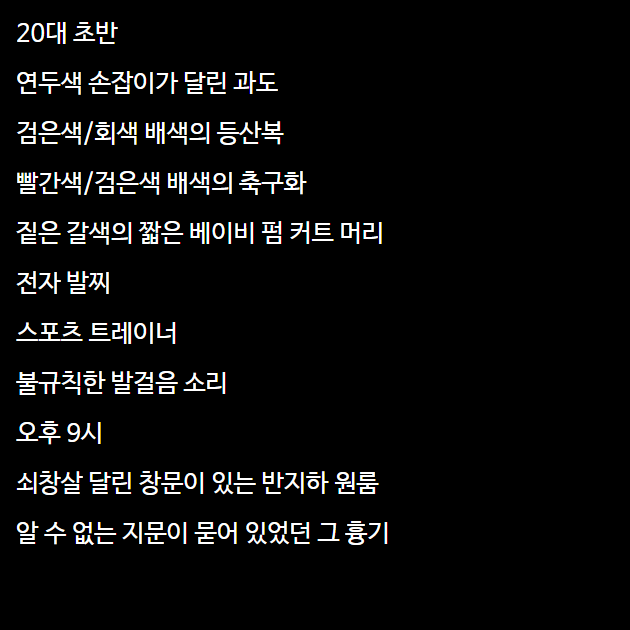 20대 초반
연두색 손잡이가 달린 과도
검은색/회색 배색의 등산복
빨간색/검은색 배색의 축구화
짙은 갈색의 짧은 베이비 펌 커트 머리
전자 발찌
스포츠 트레이너
불규칙한 발걸음 소리
오후 9시
쇠창살 달린 창문이 있는 반지하 원룸
알 수 없는 지문이 묻어 있었던 그 흉기